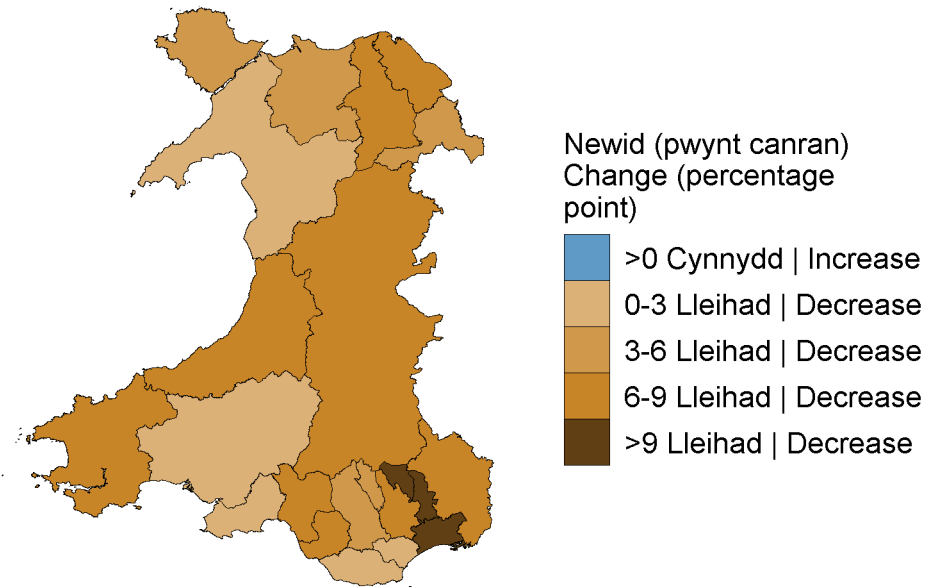 Newid (pwynt canran)
Change (percentage
point)
>0 Cynnydd | Increase
0-3 Lleihad | Decrease
3-6 Lleihad | Decrease
6-9 Lleihad | Decrease
>9 Lleihad | Decrease